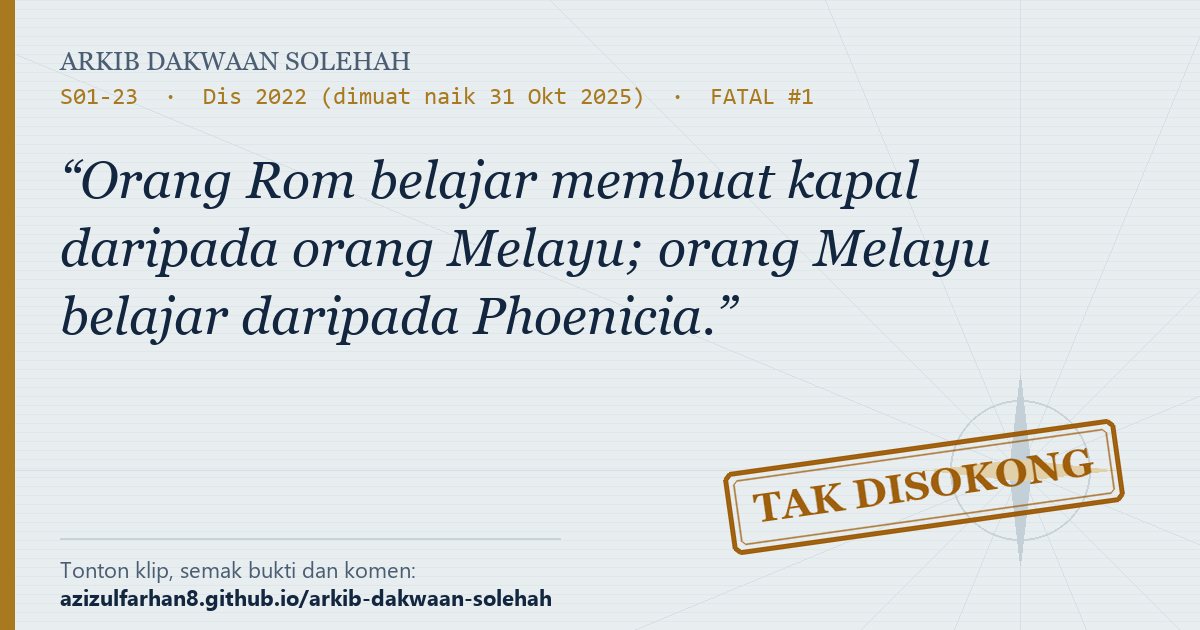 ARKIB DAKWAAN SOLEHAH
S01-23 · Dis 2022 (dimuat naik 31 Okt 2025) · FATAL #1
“Orang Rom belajar membuat kapal
daripada orang Melayu; orang Melayu
belajar daripada Phoenicia.”
TAK DISOKONG
Tonton klip, semak bukti dan komen:
azizulfarhan8.github.io/arkib-dakwaan-solehah